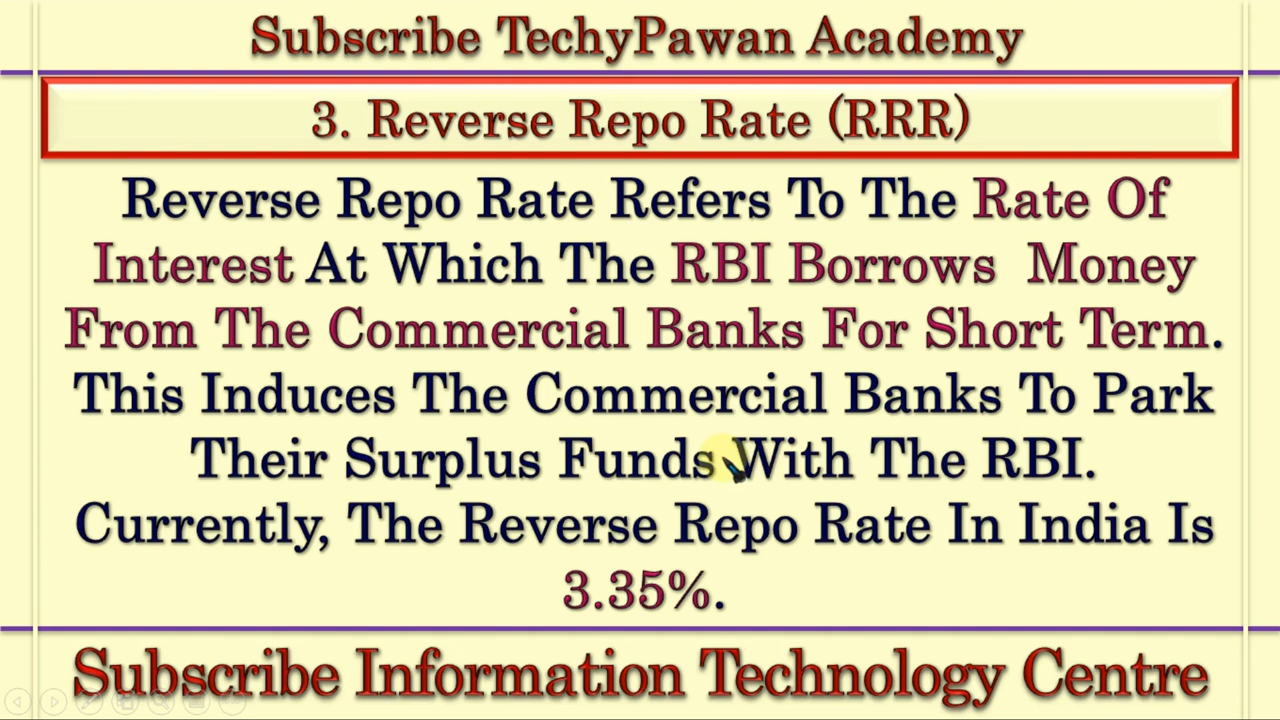 Subscribe TechyPawan Academy
3. Reverse Repo Rate (RRR)
Reverse Repo Rate Refers To The Rate Of
Interest At Which The RBI Borrows Money
From The Commercial Banks For Short Term.
This Induces The Commercial Banks To Park
Their Surplus Funds With The RBI.
Currently, The Reverse Repo Rate In India Is
3.35%.
Subscribe Information Technology Centre